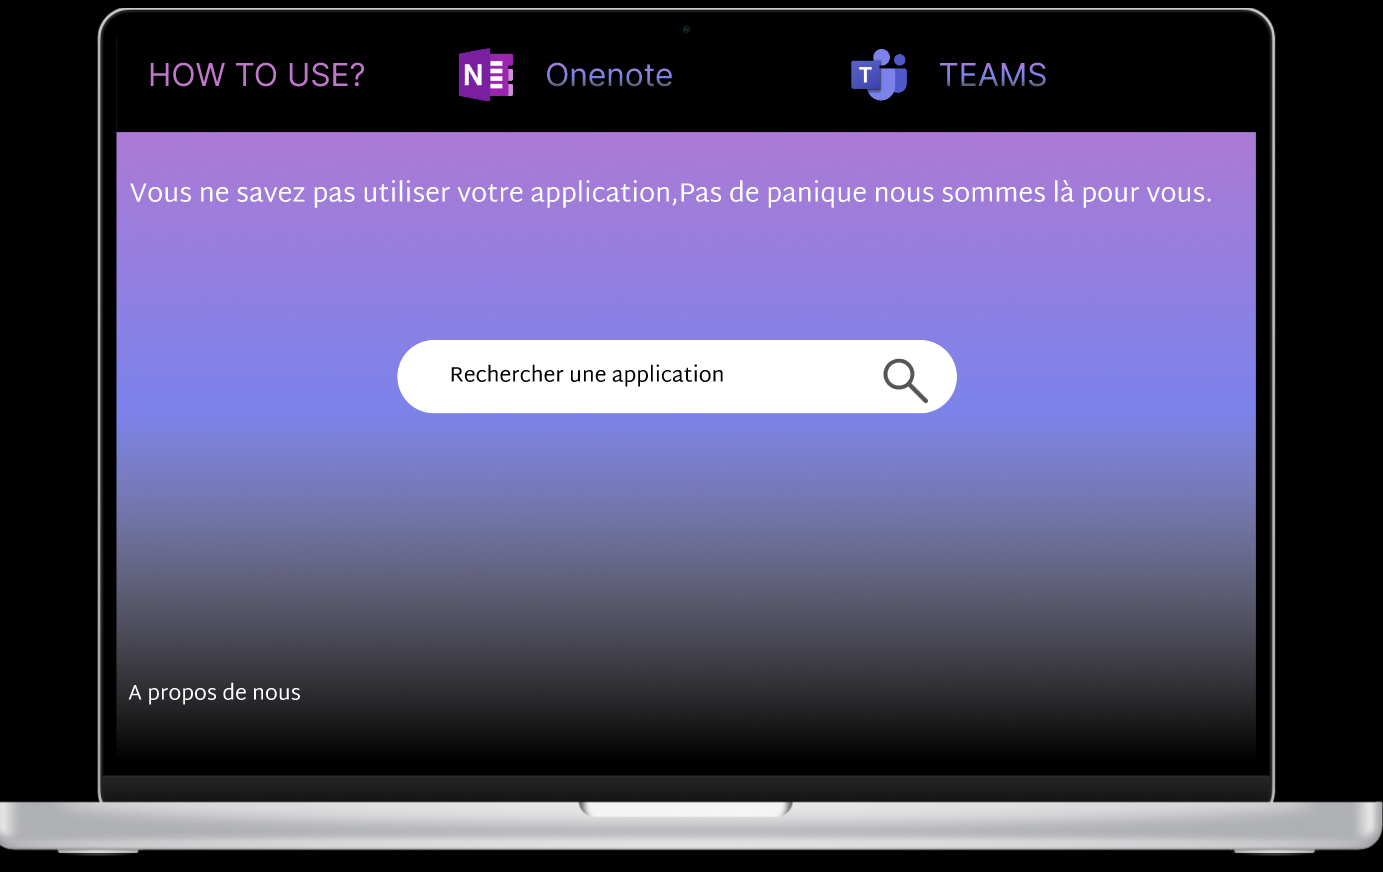 HOW TO USE?
N
Onenote
T
TEAMS
Vous ne savez pas utiliser votre application,Pas de panique nous sommes là pour vous.
Rechercher une application
A propos de nous